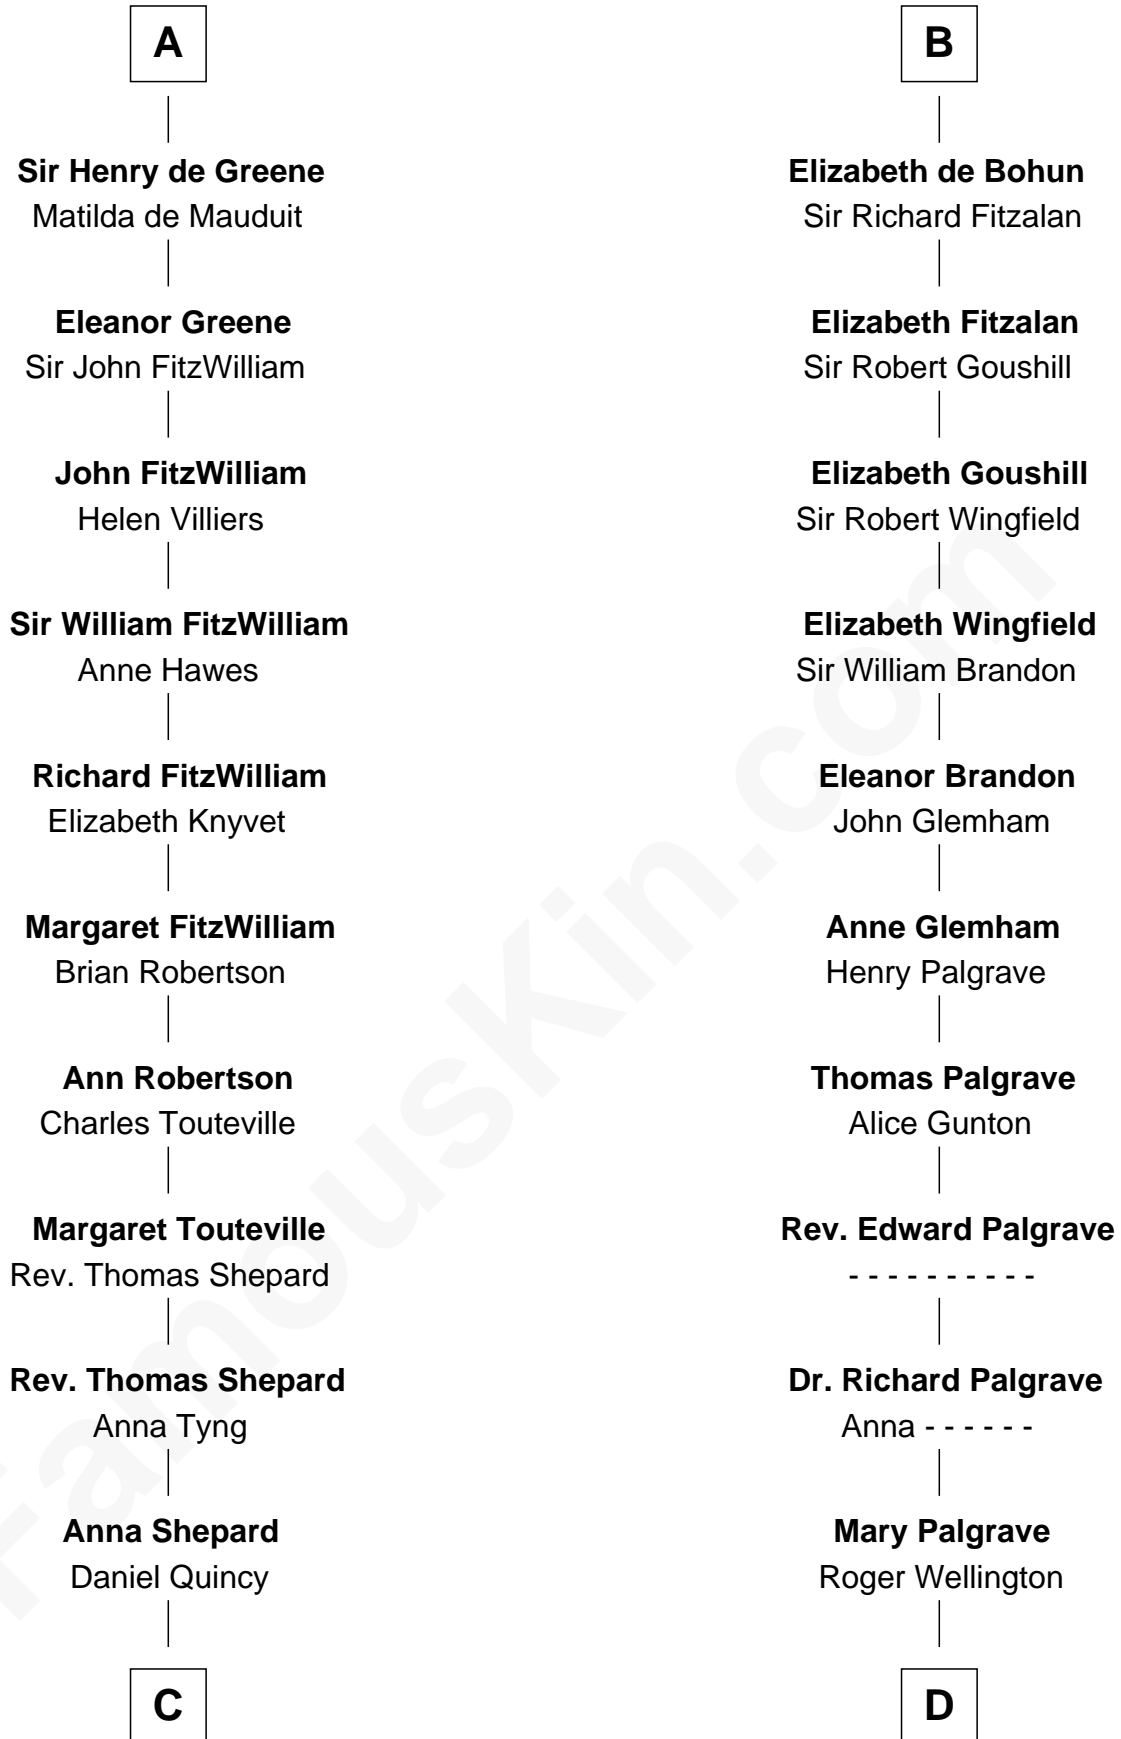 A
Sir Henry de Greene
Matilda de Mauduit
Eleanor Greene
Sir John FitzWilliam
John FitzWilliam
Helen Villiers
Sir William FitzWilliam
Anne Hawes
Richard FitzWilliam
Elizabeth Knyvet
Margaret FitzWilliam
Brian Robertson
Ann Robertson
Charles Touteville
Margaret Touteville
Rev. Thomas Shepard
Rev. Thomas Shepard
Anna Tyng
Anna Shepard
Daniel Quincy
C
B
Elizabeth de Bohun
Sir Richard Fitzalan
Elizabeth Fitzalan
Sir Robert Goushill
Elizabeth Goushill
Sir Robert Wingfield
Elizabeth Wingfield
Sir William Brandon
Eleanor Brandon
John Glemham
Anne Glemham
Henry Palgrave
Thomas Palgrave
Alice Gunton
Rev. Edward Palgrave
- - - - - - - - - -
Dr. Richard Palgrave
Anna - - - - - -
Mary Palgrave
Roger Wellington
D
FamousKin.com